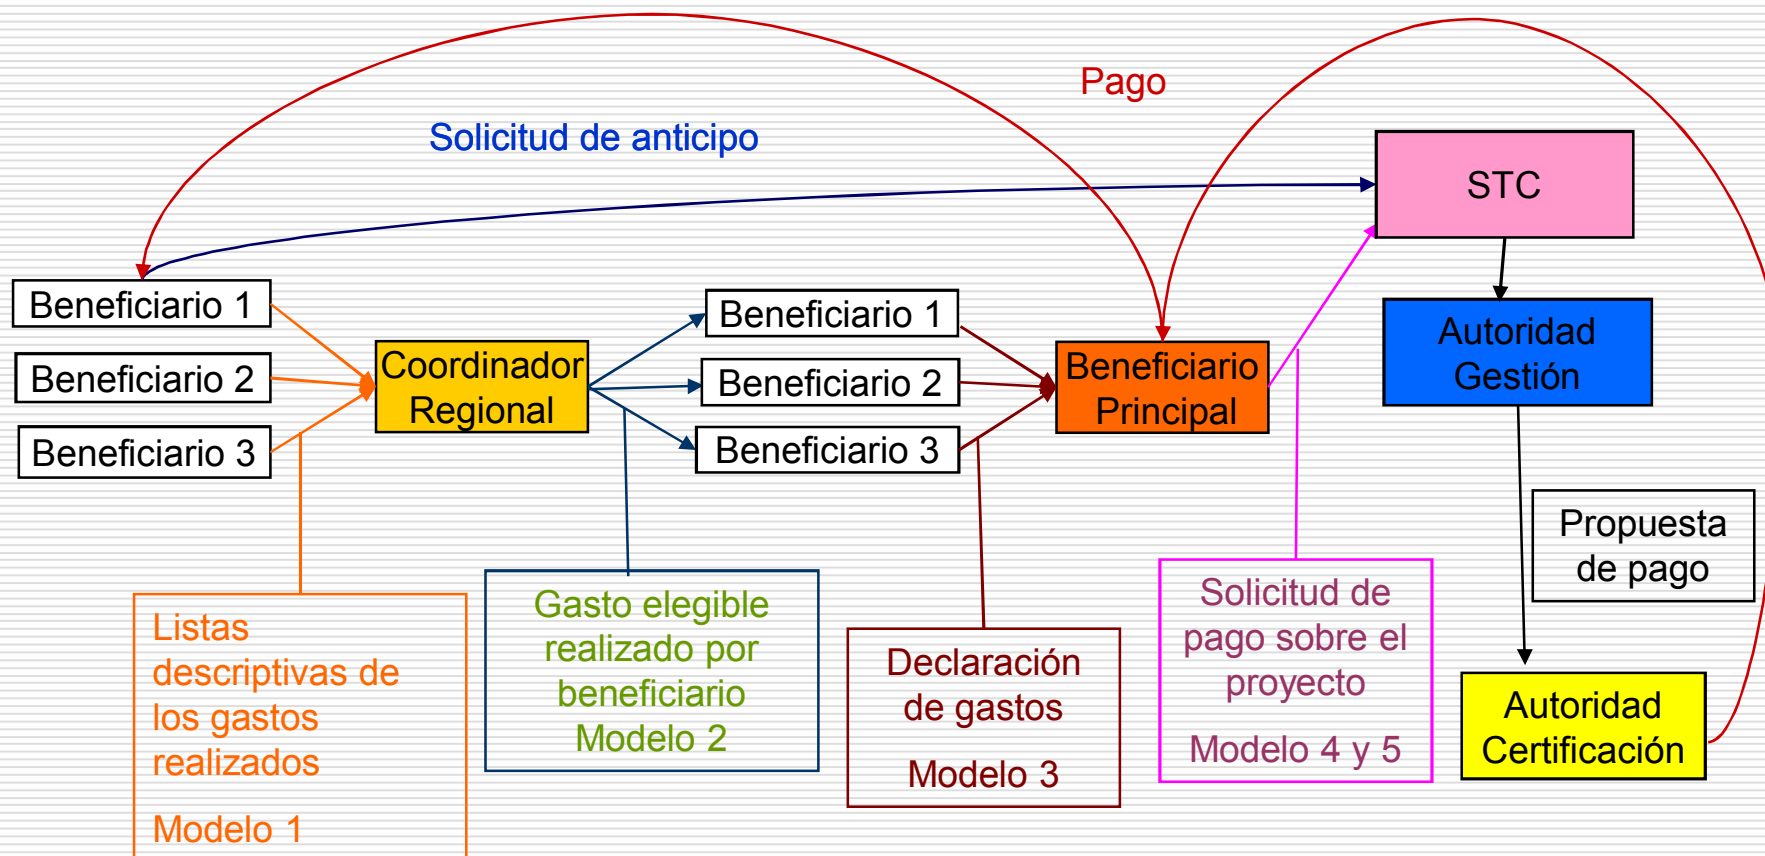 Pago
Solicitud de anticipo
STC
Beneficiario 1
Beneficiario 2
Beneficiario 3
Coordinador
Regional
Beneficiario 1
Beneficiario 2
Beneficiario 3
Beneficiario
Principal
Autoridad
Gestión
Propuesta
de pago
Autoridad
Certificación
Listas
descriptivas de
los gastos
realizados
Modelo 1
Gasto elegible
realizado por
beneficiario
Modelo 2
Declaración
de gastos
Modelo 3
Solicitud de
pago sobre el
proyecto
Modelo 4 y 5